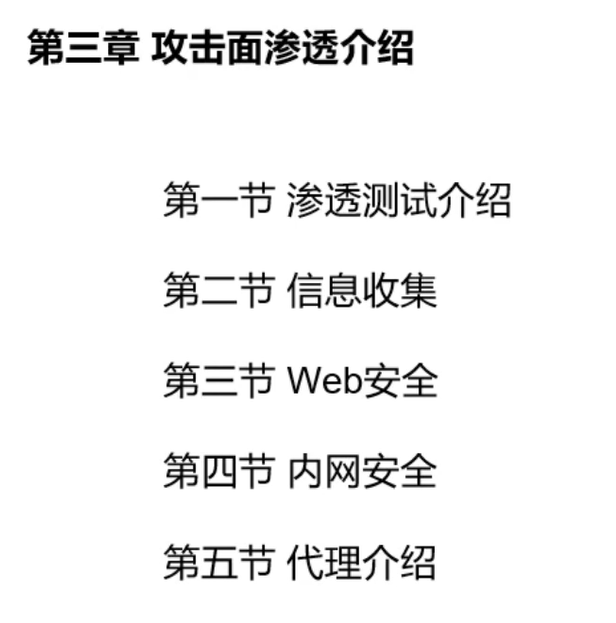 第三章 攻击面渗透介绍
第一节 渗透测试介绍
第二节 信息收集
第三节 Web安全
第四节 内网安全
第五节 代理介绍